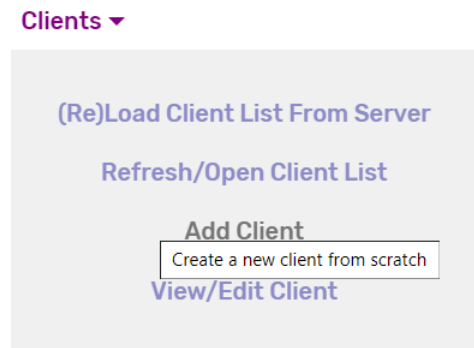 Clients
(Re)Load Client List From Server
Refresh/Open Client List
Add Client
Create a new client from scratch
View/Edit Client